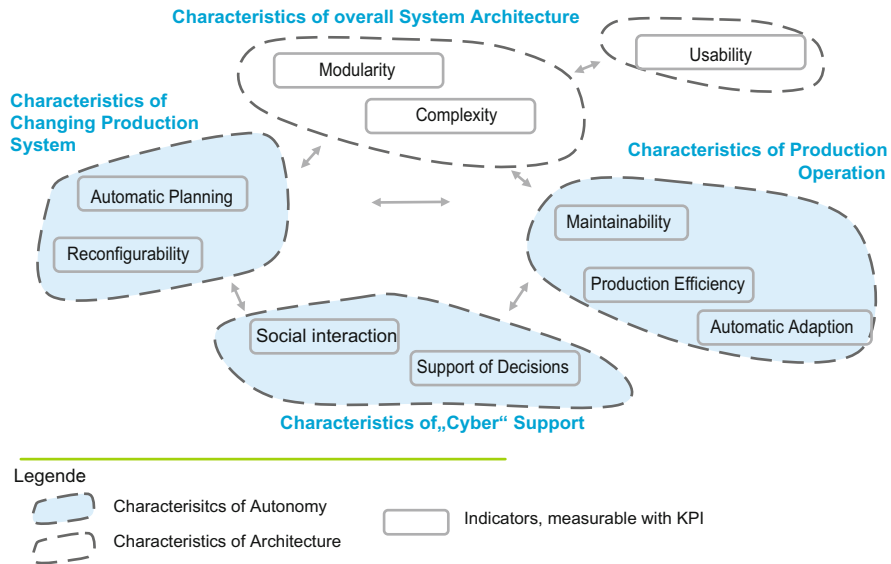 Characteristics of overall System Architecture
Modularity
Complexity
Usability
Characteristics of
Changing Production
System
Automatic Planning
Reconfigurability
Characteristics of Production
Operation
Maintainability
Production Efficiency
Automatic Adaption
Social interaction
Support of Decisions
Characteristics of„Cyber“ Support
Legende
Characterisitcs of Autonomy
Characteristics of Architecture
Indicators, measurable with KPI